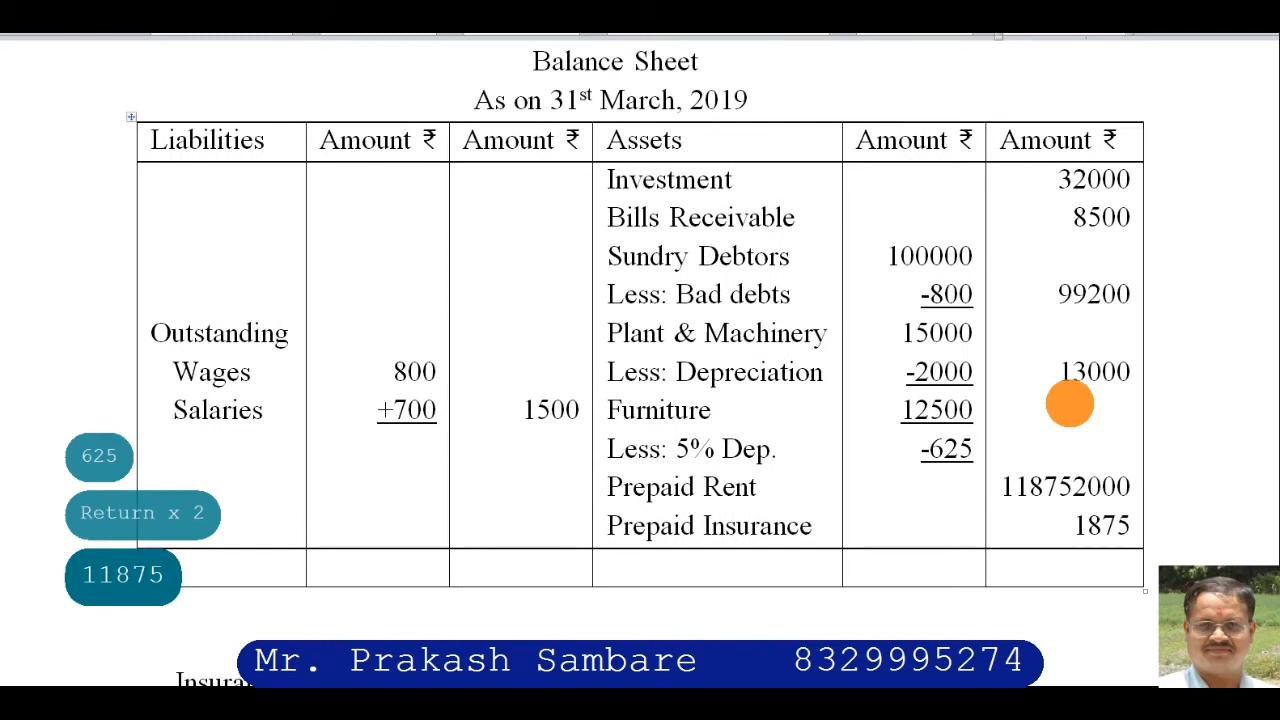 Balance Sheet
As on 31st March, 2019
Liabilities Amount ₹ Amount ₹ Assets Amount ₹ Amount ₹
Investment 32000
Bills Receivable 8500
Sundry Debtors 100000
Less: Bad debts -800 99200
Outstanding Plant & Machinery 15000
Wages 800 Less: Depreciation -2000 13000
Salaries +700 1500 Furniture 12500
Less: 5% Dep. -625
Prepaid Rent 118752000
Prepaid Insurance 1875
625
Return x 2
11875
Mr. Prakash Sambare 8329995274